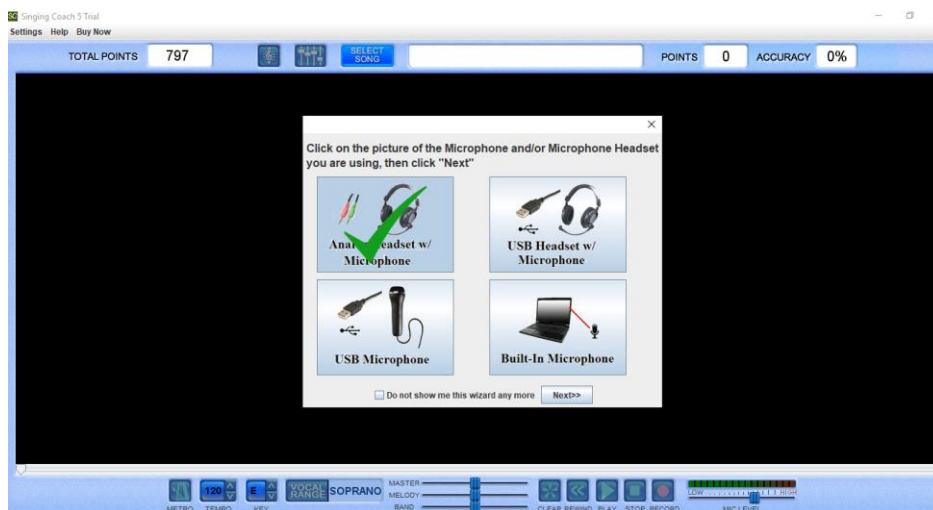 SC Singing Coach 5 Trial
Settings Help Buy Now
TOTAL POINTS 797 SELECT SONG POINTS 0 ACCURACY 0%
Click on the picture of the Microphone and/or Microphone Headset
you are using, then click "Next"
Headset w/
Microphone
USB Headset w/
Microphone
USB Microphone
Built-In Microphone
Do not show me this wizard any more Next>>
120 E VOCAL RANGE SOPRANO
MASTER
MELODY
BAND
LOW HIGH
METRO TEMPO KEY CLEAR REWIND PLAY STOP RECORD MIC LEVEL